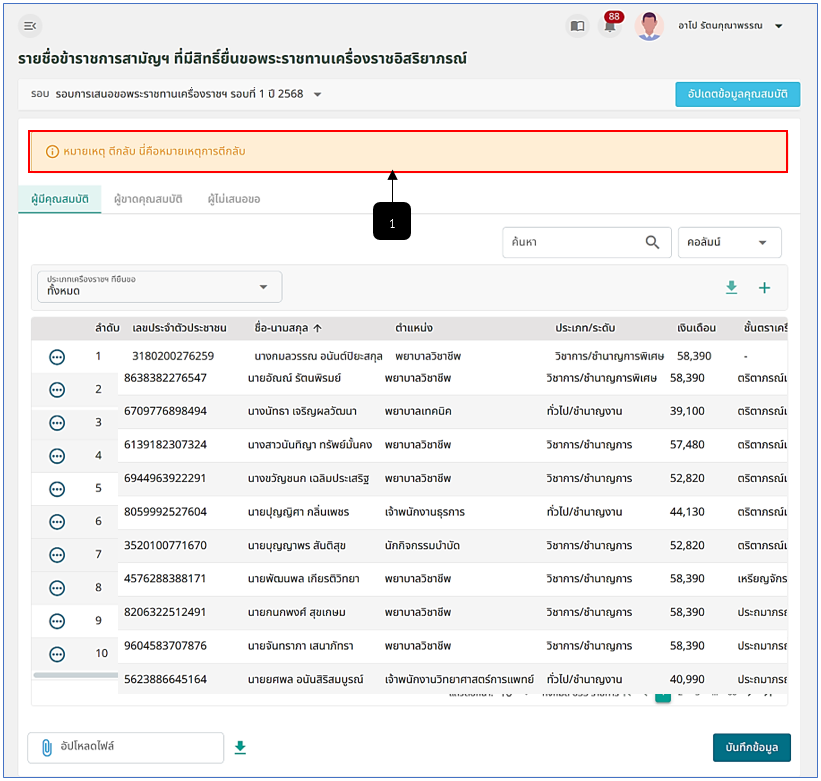 88
อาไป รัตนกุณาพรรณ
รายชื่อข้าราชการสามัญฯ ที่มีสิทธิ์ยื่นขอพระราชทานเครื่องราชอิสริยาภรณ์
รอบ รอบการเสนอขอพระราชทานเครื่องราชฯ รอบที่ 1 ปี 2568
อัปเดตข้อมูลคุณสมบัติ
หมายเหตุ ตีกลับ นี่คือหมายเหตุการตีกลับ
ผู้มีคุณสมบัติ ผู้ขาดคุณสมบัติ ผู้ไม่เสนอขอ
1
ค้นหา คอลัมน์
ประเภทเครื่องราชฯ ที่ยื่นขอ
ทั้งหมด
ลำดับ เลขประจำตัวประชาชน ชื่อ-นามสกุล ตำแหน่ง ประเภท/ระดับ เงินเดือน ชั้นตราเครื
1 3180200276259 นางกมลวรรณ อนันต์ปิยะสกุล พยาบาลวิชาชีพ วิชาการ/ชำนาญการพิเศษ 58,390 -
2 8638382276547 นายอัณณ์ รัตนพิรมย์ พยาบาลวิชาชีพ วิชาการ/ชำนาญการพิเศษ 58,390 ตริตาภรณ์
3 6709776898494 นางนัทธา เจริญผลวัฒนา พยาบาลเทคนิค ทั่วไป/ชำนาญงาน 39,100 ตริตาภรณ์
4 6139182307324 นางสาวนันทิญา ทรัพย์มั่นคง พยาบาลวิชาชีพ วิชาการ/ชำนาญการ 57,480 ตริตาภรณ์
5 6944963922291 นางขวัญชนก เฉลิมประเสริฐ พยาบาลวิชาชีพ วิชาการ/ชำนาญการ 52,820 ตริตาภรณ์
6 8059992527604 นายปุญญิศา กลิ่นเพชร เจ้าพนักงานธุรการ ทั่วไป/ชำนาญงาน 44,130 ตริตาภรณ์
7 3520100771670 นายบุญญาพร สันติสุข นักกิจกรรมบำบัด วิชาการ/ชำนาญการ 52,820 ตริตาภรณ์
8 4576288388171 นายพัฒนพล เกียรติวิทยา พยาบาลวิชาชีพ วิชาการ/ชำนาญการ 58,390 เหรียญจักร
9 8206322512491 นายกนกพงศ์ สุขเกษม พยาบาลวิชาชีพ วิชาการ/ชำนาญการ 58,390 ประถมาภรณ์
10 9604583707876 นายจันทราภา เสนาภัทรา พยาบาลวิชาชีพ วิชาการ/ชำนาญการ 58,390 ประถมาภรณ์
5623886645164 นายยศพล อนันสิริสมบูรณ์ เจ้าพนักงานวิทยาศาสตร์การแพทย์ ทั่วไป/ชำนาญงาน 40,990 ประถมาภรณ์
อัปโหลดไฟล์
บันทึกข้อมูล